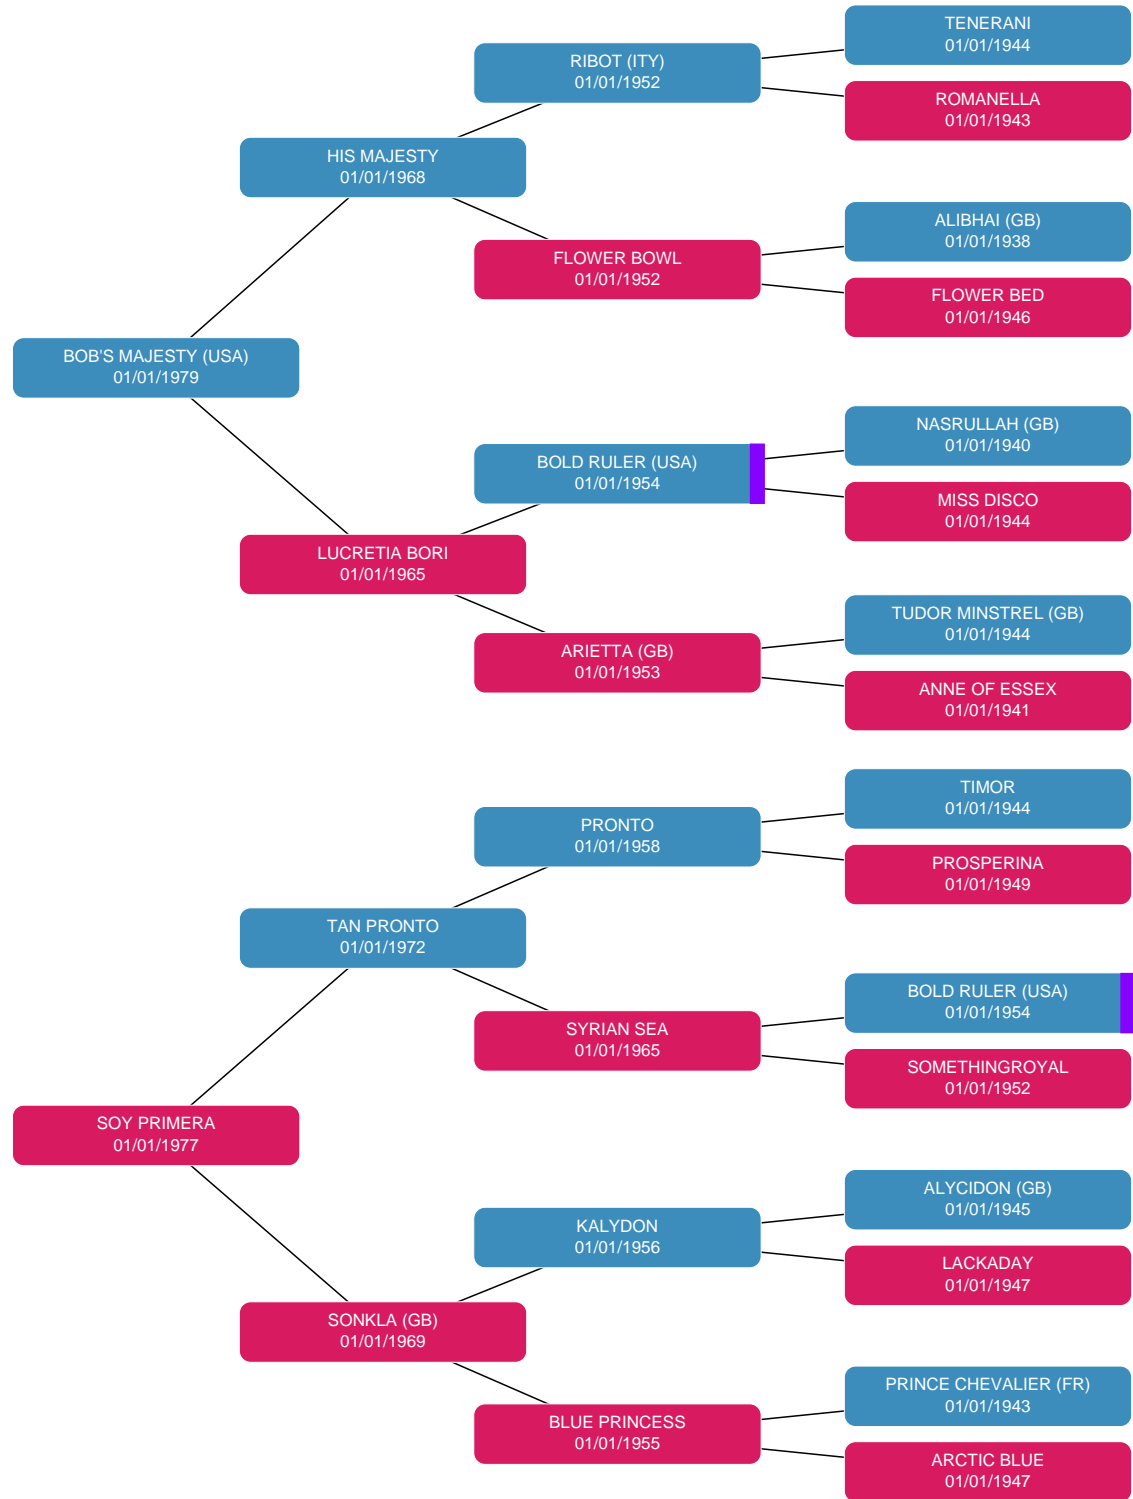 TENERANI
01/01/1944
RIBOT (ITY)
01/01/1952
ROMANELLA
01/01/1943
HIS MAJESTY
01/01/1968
ALIBHAI (GB)
01/01/1938
FLOWER BOWL
01/01/1952
FLOWER BED
01/01/1946
BOB'S MAJESTY (USA)
01/01/1979
NASRULLAH (GB)
01/01/1940
BOLD RULER (USA)
01/01/1954
MISS DISCO
01/01/1944
LUCRETIA BORI
01/01/1965
TUDOR MINSTREL (GB)
01/01/1944
ARIETTA (GB)
01/01/1953
ANNE OF ESSEX
01/01/1941
TIMOR
01/01/1944
PRONTO
01/01/1958
PROSPERINA
01/01/1949
TAN PRONTO
01/01/1972
BOLD RULER (USA)
01/01/1954
SYRIAN SEA
01/01/1965
SOMETHINGROYAL
01/01/1952
SOY PRIMERA
01/01/1977
ALYCIDON (GB)
01/01/1945
KALYDON
01/01/1956
LACKADAY
01/01/1947
SONKLA (GB)
01/01/1969
PRINCE CHEVALIER (FR)
01/01/1943
BLUE PRINCESS
01/01/1955
ARCTIC BLUE
01/01/1947